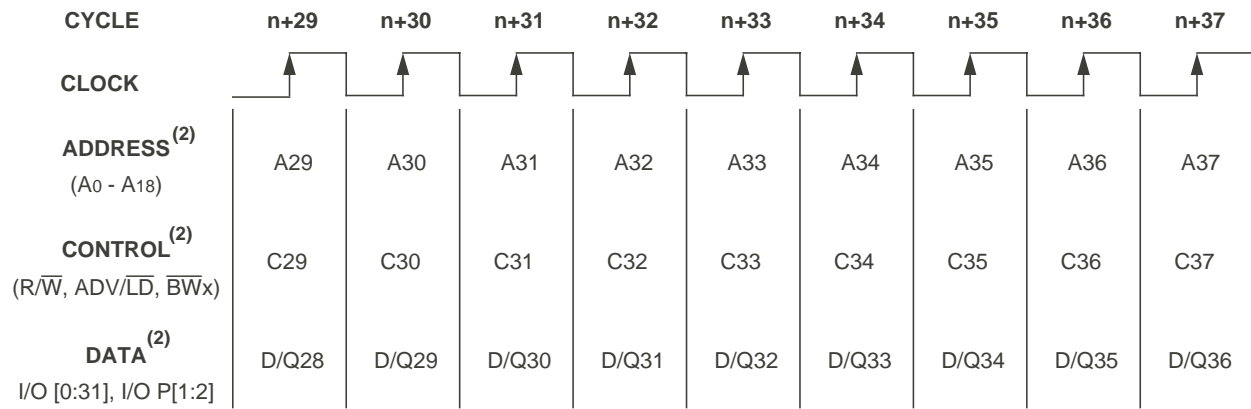 CYCLE n+29 n+30 n+31 n+32 n+33 n+34 n+35 n+36 n+37
CLOCK
ADDRESS(2)
(A0 - A18) A29 A30 A31 A32 A33 A34 A35 A36 A37
CONTROL(2)
(R/W̅, ADV/L̅D̅, B̅W̅x) C29 C30 C31 C32 C33 C34 C35 C36 C37
DATA(2)
I/O [0:31], I/O P[1:2] D/Q28 D/Q29 D/Q30 D/Q31 D/Q32 D/Q33 D/Q34 D/Q35 D/Q36